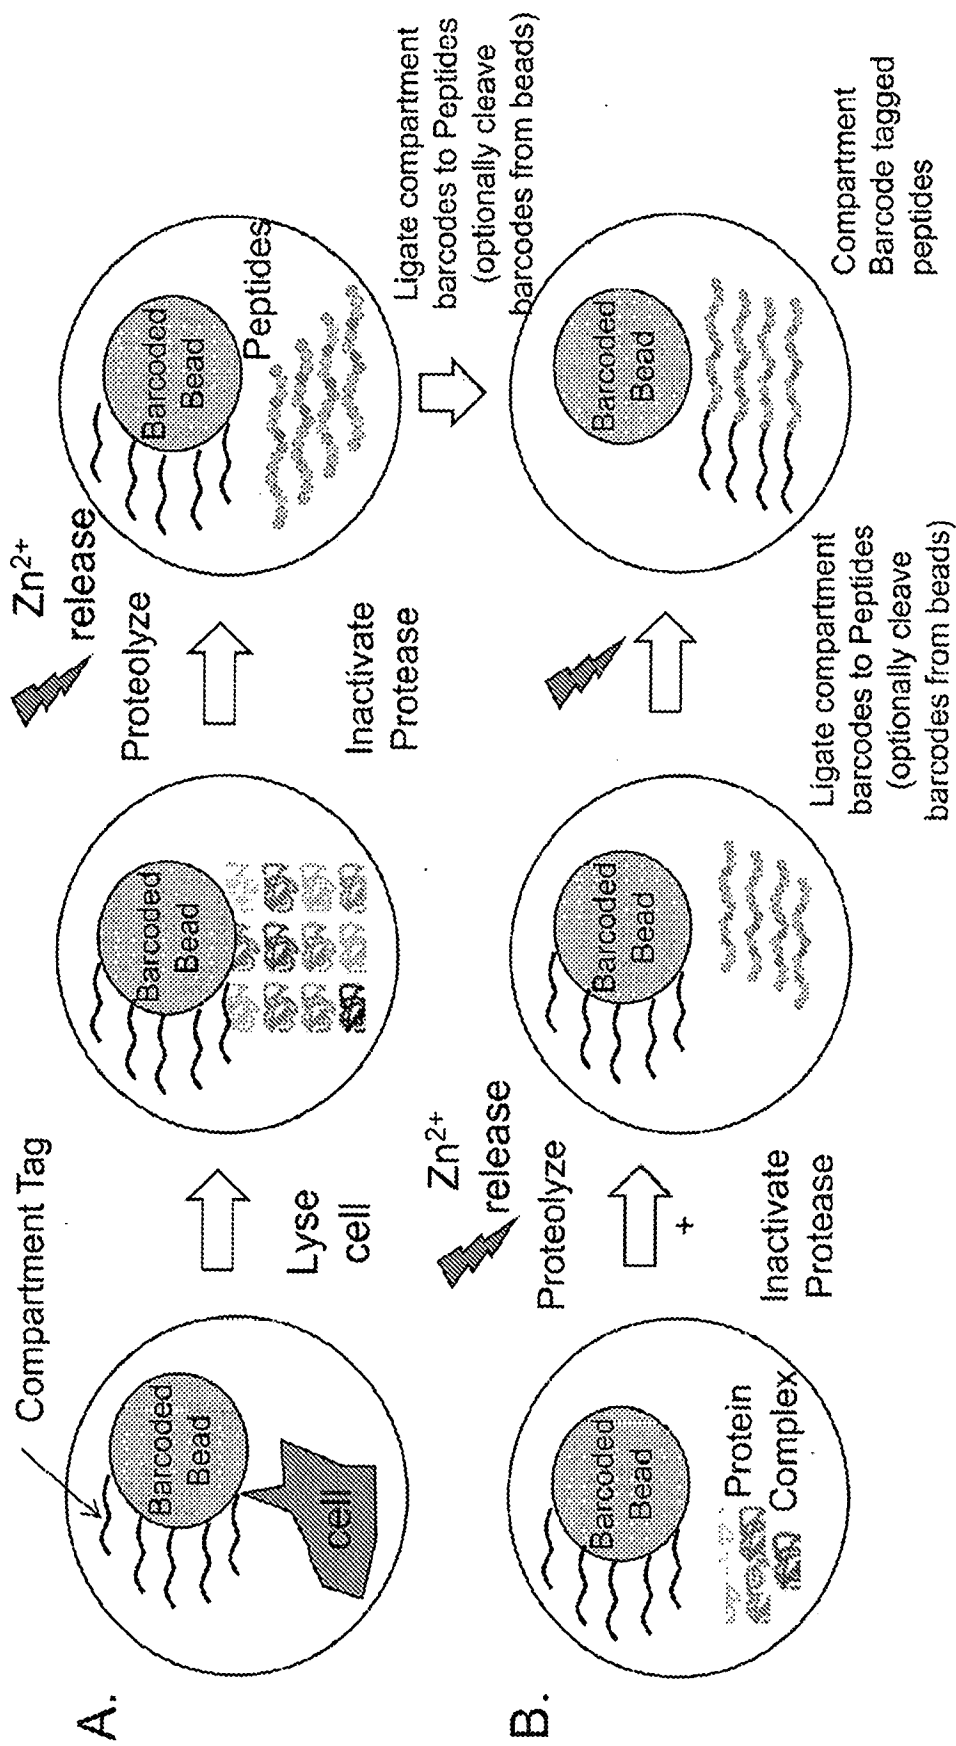 A.
Compartment Tag
Barcoded
Bead
cell
Lyse
cell
Barcoded
Bead
Zn2+
release
Proteolyze
Inactivate
Protease
Barcoded
Bead
Peptides
Ligate compartment
barcodes to Peptides
(optionally cleave
barcodes from beads)
B.
Barcoded
Bead
Protein
Complex
Zn2+
release
Proteolyze
+
Inactivate
Protease
Barcoded
Bead
Ligate compartment
barcodes to Peptides
(optionally cleave
barcodes from beads)
Barcoded
Bead
Compartment
Barcode tagged
peptides